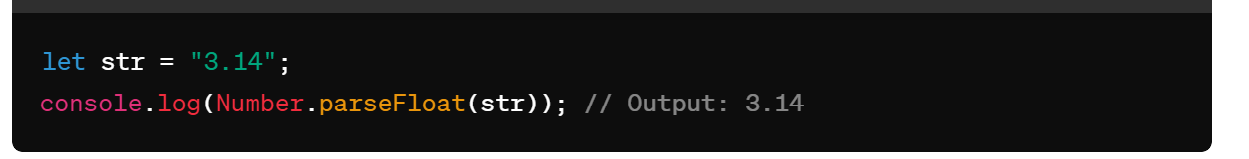 let str = "3.14";
console.log(Number.parseFloat(str)); // Output: 3.14